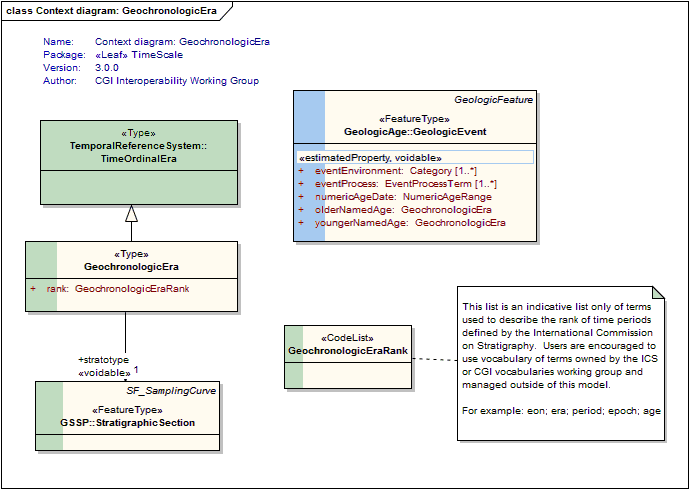 class Context diagram: GeochronologicEra
Name: Context diagram: GeochronologicEra
Package: «Leaf» TimeScale
Version: 3.0.0
Author: CGI Interoperability Working Group
«Type»
TemporalReferenceSystem::
TimeOrdinalEra
GeologicFeature
«FeatureType»
GeologicAge::GeologicEvent
«estimatedProperty, voidable»
+ eventEnvironment: Category [1..*]
+ eventProcess: EventProcessTerm [1..*]
+ numericAgeDate: NumericAgeRange
+ olderNamedAge: GeochronologicEra
+ youngerNamedAge: GeochronologicEra
«Type»
GeochronologicEra
+ rank: GeochronologicEraRank
+stratotype
«voidable» 1
SF_SamplingCurve
«FeatureType»
GSSP::StratigraphicSection
«CodeList»
GeochronologicEraRank
This list is an indicative list only of terms
used to describe the rank of time periods
defined by the International Commission
on Stratigraphy. Users are encouraged to
use vocabulary of terms owned by the ICS
or CGI vocabularies working group and
managed outside of this model.
For example: eon; era; period; epoch; age